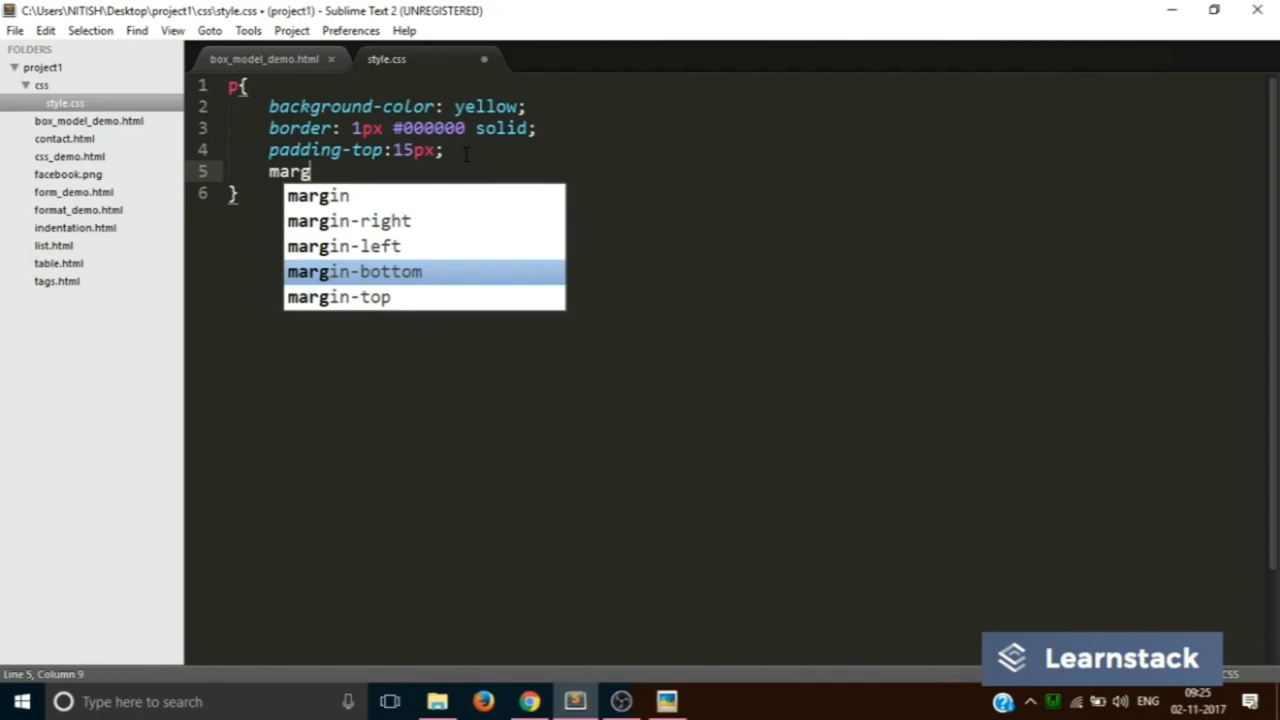 C:\Users\NITISH\Desktop\project1\css\style.css • (project1) - Sublime Text 2 (UNREGISTERED)
File Edit Selection Find View Goto Tools Project Preferences Help
FOLDERS
project1
css
style.css
box_model_demo.html
contact.html
css_demo.html
facebook.png
form_demo.html
format_demo.html
indentation.html
list.html
table.html
tags.html
box_model_demo.html × style.css
1 p{
2 background-color: yellow;
3 border: 1px #000000 solid;
4 padding-top:15px;
5 marg
6 }
margin
margin-right
margin-left
margin-bottom
margin-top
Learnstack
Line 5, Column 9 CSS
Type here to search
ENG
09:25
02-11-2017